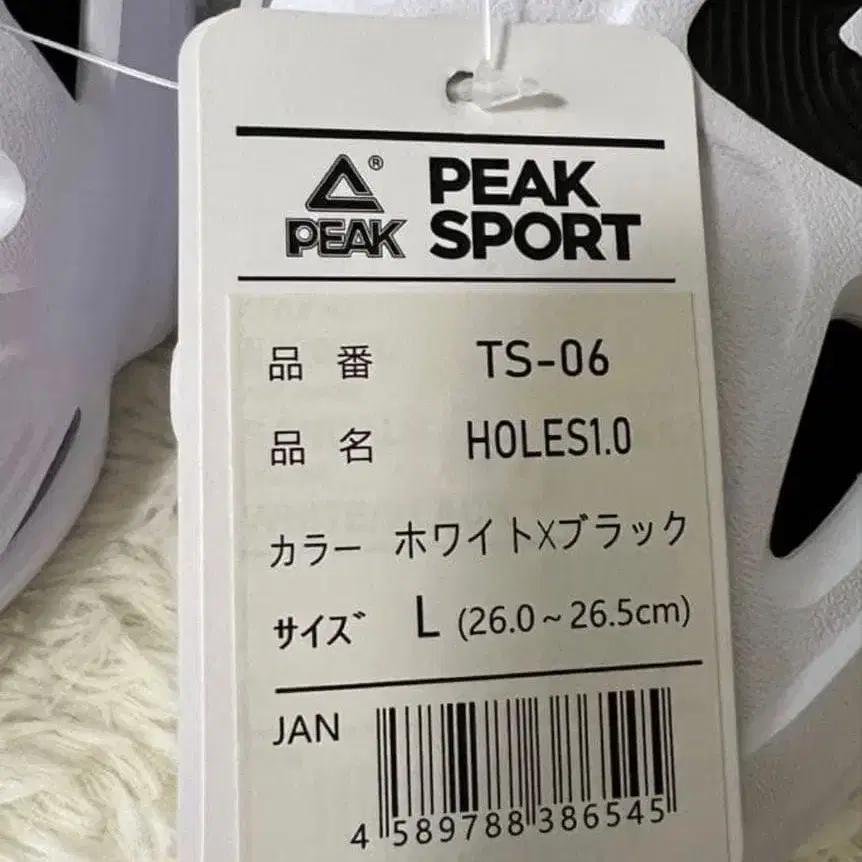 PEAK®
PEAK SPORT
品番 TS-06
品名 HOLES1.0
カラー ホワイトXブラック
サイズ L (26.0~26.5cm)
JAN
4 589788 386545